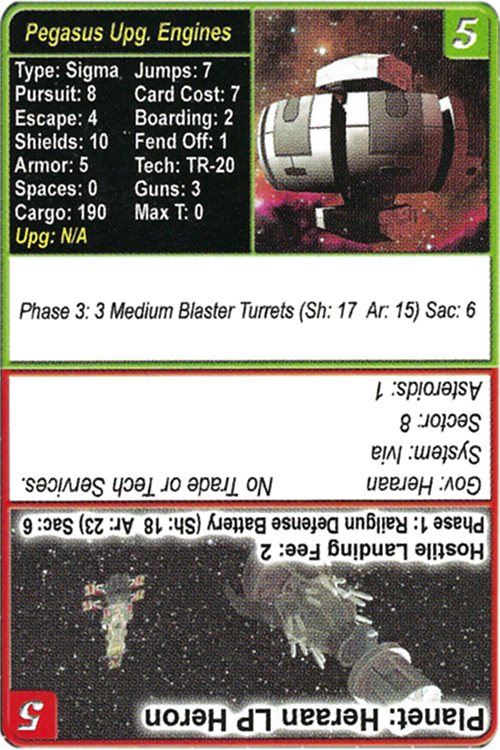 Pegasus Upg. Engines
5
Type: Sigma Jumps: 7
Pursuit: 8 Card Cost: 7
Escape: 4 Boarding: 2
Shields: 10 Fend Off: 1
Armor: 5 Tech: TR-20
Spaces: 0 Guns: 3
Cargo: 190 Max T: 0
Upg: N/A
Phase 3: 3 Medium Blaster Turrets (Sh: 17 Ar: 15) Sac: 6
Planet: Heraan LP Heron
5
Hostile Landing Fee: 2
Phase 1: Railgun Defense Battery (Sh: 18 Ar: 23) Sac: 6
Gov: Heraan No Trade or Tech Services.
System: Ivia
Sector: 8
Asteroids: 1